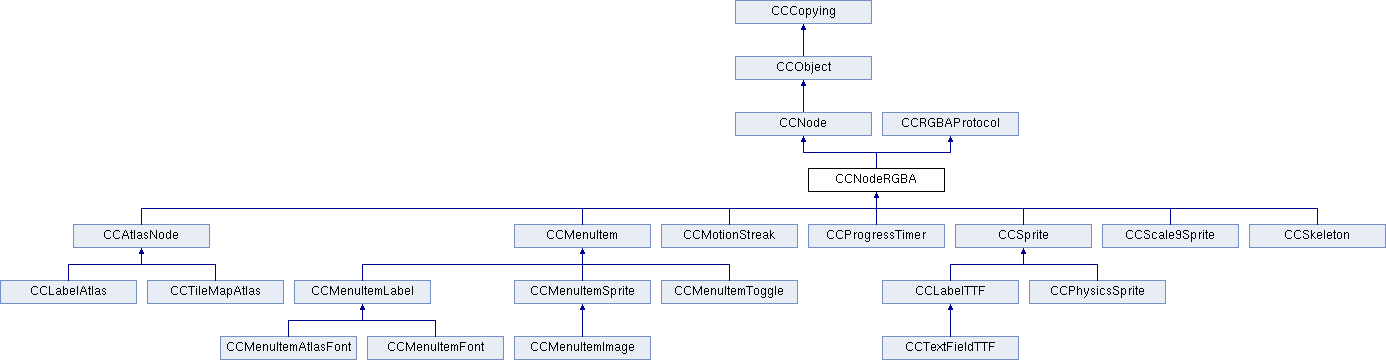 CCCopying
CCObject
CCNode
CCRGBAProtocol
CCNodeRGBA
CCAtlasNode
CCMenuItem
CCMotionStreak
CCProgressTimer
CCSprite
CCScale9Sprite
CCSkeleton
CCLabelAtlas
CCTileMapAtlas
CCMenuItemLabel
CCMenuItemSprite
CCMenuItemToggle
CCLabelTTF
CCPhysicsSprite
CCMenuItemAtlasFont
CCMenuItemFont
CCMenuItemImage
CCTextFieldTTF